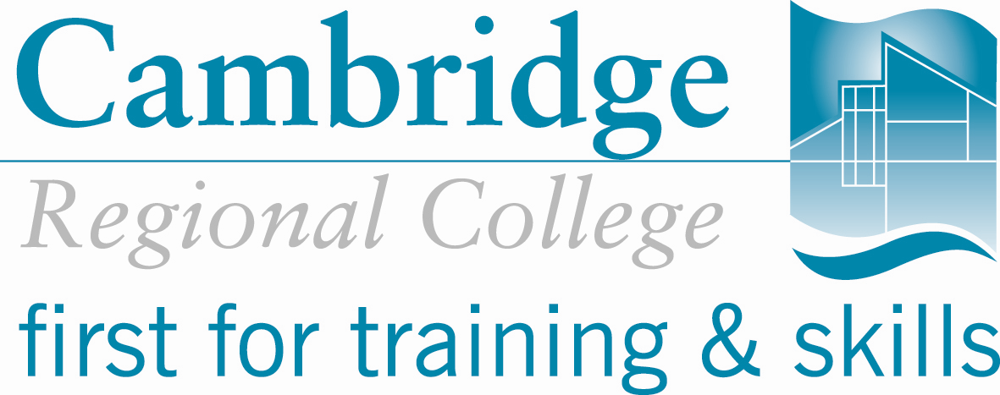 Cambridge
Regional College
first for training & skills